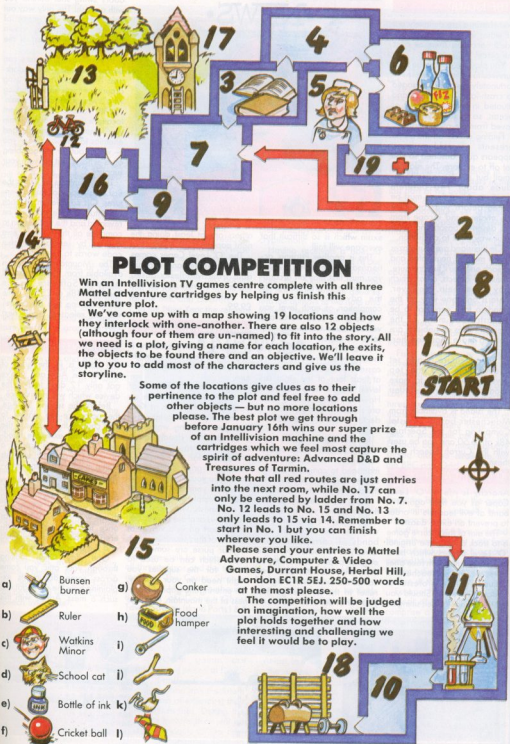 17
4
6
13
3
5
FIZ
12
7
19
16
9
2
14
8
PLOT COMPETITION
Win an Intellivision TV games centre complete with all three
Mattel adventure cartridges by helping us finish this
adventure plot.
We've come up with a map showing 19 locations and how
they interlock with one-another. There are also 12 objects
(although four of them are un-named) to fit into the story. All
we need is a plot, giving a name for each location, the exits,
the objects to be found there and an objective. We'll leave it
up to you to add most of the characters and give us the
storyline.
Some of the locations give clues as to their
pertinence to the plot and feel free to add
other objects — but no more locations
please. The best plot we get through
before January 16th wins our super prize
of an Intellivision machine and the
cartridges which we feel most capture the
spirit of adventure: Advanced D&D and
Treasures of Tarmin.
Note that all red routes are just entries
into the next room, while No. 17 can
only be entered by ladder from No. 7.
No. 12 leads to No. 15 and No. 13
only leads to 15 via 14. Remember to
start in No. 1 but you can finish
wherever you like.
Please send your entries to Mattel
Adventure, Computer & Video
Games, Durrant House, Herbal Hill,
London EC1R 5EJ. 250-500 words
at the most please.
The competition will be judged
on imagination, how well the
plot holds together and how
interesting and challenging we
feel it would be to play.
1
START
N
15
11
18
10
a) Bunsen burner
b) Ruler
c) Watkins Minor
d) School cat
e) Bottle of ink
INK
f) Cricket ball
g) Conker
h) Food hamper
FOOD
i)
j)
k)
l)